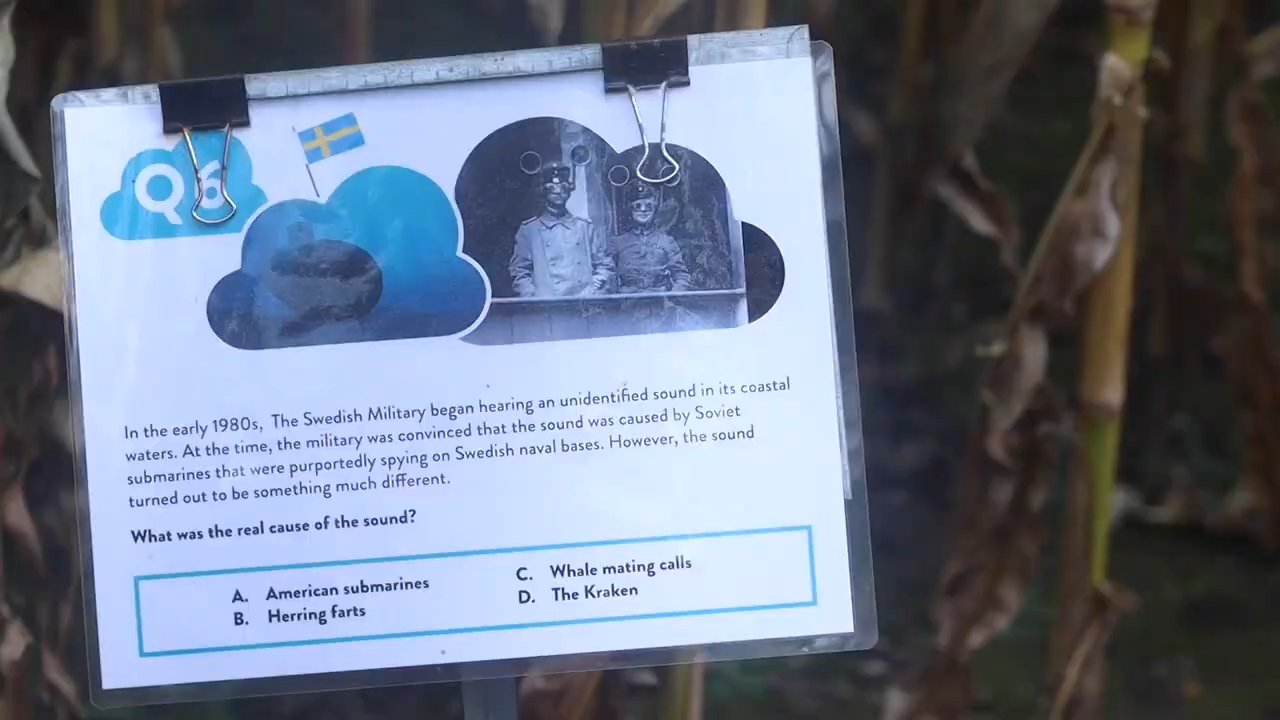 Q6
In the early 1980s, The Swedish Military began hearing an unidentified sound in its coastal
waters. At the time, the military was convinced that the sound was caused by Soviet
submarines that were purportedly spying on Swedish naval bases. However, the sound
turned out to be something much different.
What was the real cause of the sound?
A. American submarines
B. Herring farts
C. Whale mating calls
D. The Kraken